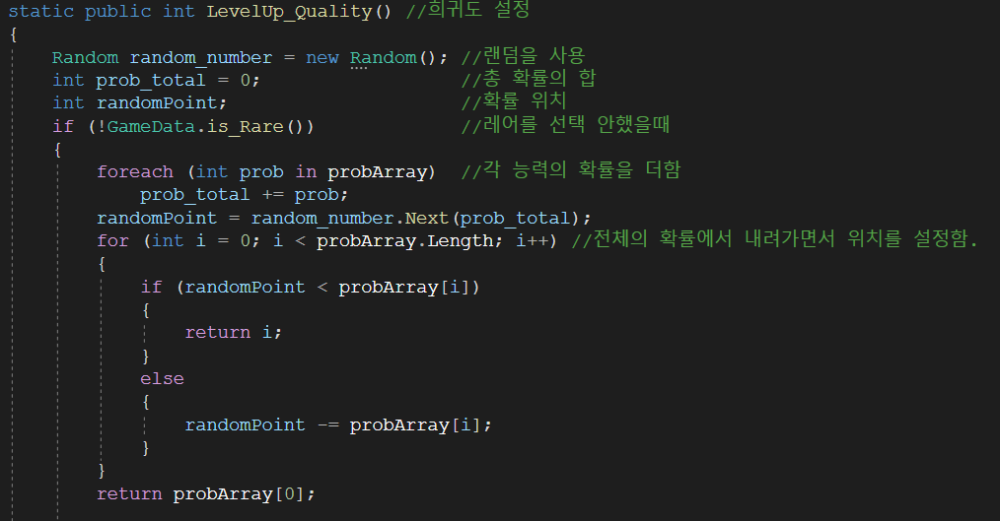 static public int LevelUp_Quality() //희귀도 설정
{
Random random_number = new Random(); //랜덤을 사용
int prob_total = 0; //총 확률의 합
int randomPoint; //확률 위치
if (!GameData.is_Rare()) //레어를 선택 안했을때
{
foreach (int prob in probArray) //각 능력의 확률을 더함
prob_total += prob;
randomPoint = random_number.Next(prob_total);
for (int i = 0; i < probArray.Length; i++) //전체의 확률에서 내려가면서 위치를 설정함.
{
if (randomPoint < probArray[i])
{
return i;
}
else
{
randomPoint -= probArray[i];
}
}
return probArray[0];